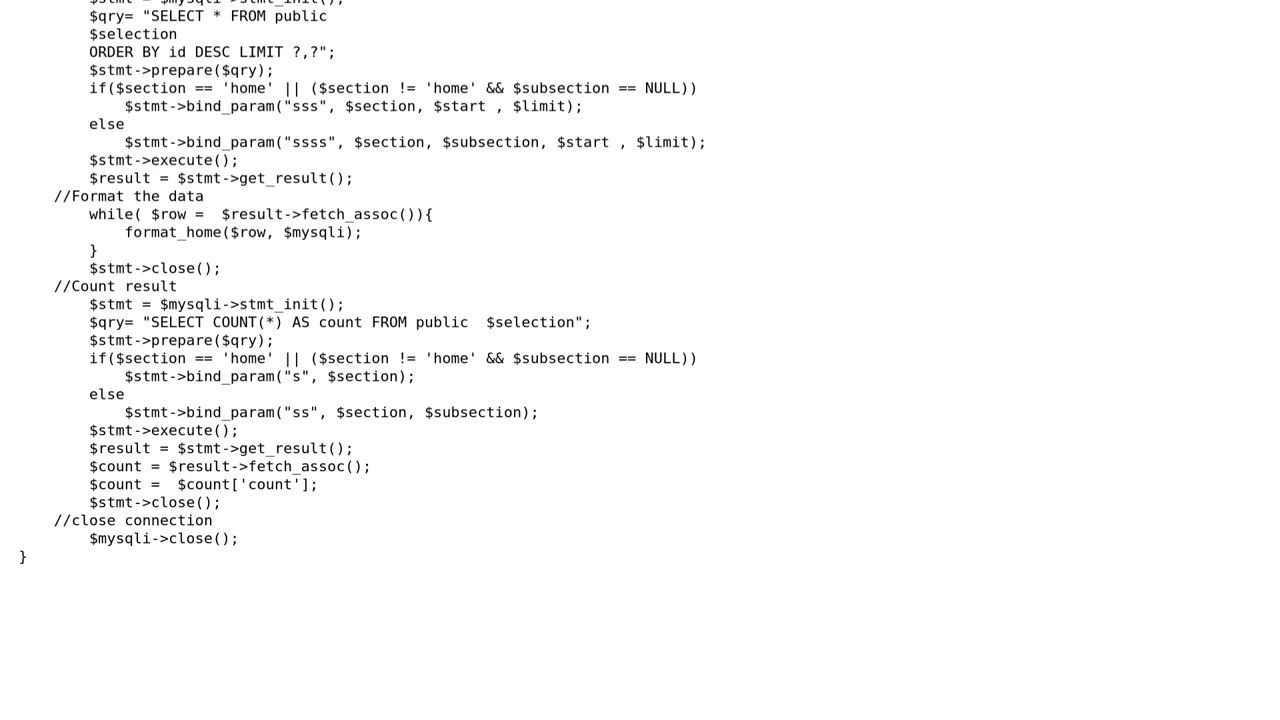 $stmt = $mysqli->stmt_init();
$qry= "SELECT * FROM public
$selection
ORDER BY id DESC LIMIT ?,?";
$stmt->prepare($qry);
if($section == 'home' || ($section != 'home' && $subsection == NULL))
$stmt->bind_param("sss", $section, $start , $limit);
else
$stmt->bind_param("ssss", $section, $subsection, $start , $limit);
$stmt->execute();
$result = $stmt->get_result();
//Format the data
while( $row =  $result->fetch_assoc()){
format_home($row, $mysqli);
}
$stmt->close();
//Count result
$stmt = $mysqli->stmt_init();
$qry= "SELECT COUNT(*) AS count FROM public  $selection";
$stmt->prepare($qry);
if($section == 'home' || ($section != 'home' && $subsection == NULL))
$stmt->bind_param("s", $section);
else
$stmt->bind_param("ss", $section, $subsection);
$stmt->execute();
$result = $stmt->get_result();
$count = $result->fetch_assoc();
$count =  $count['count'];
$stmt->close();
//close connection
$mysqli->close();
}